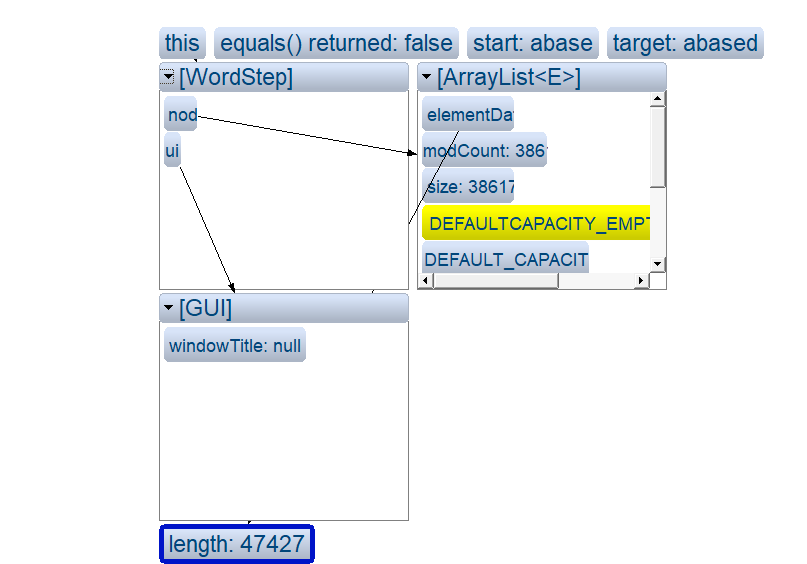 this
equals() returned: false
start: abase
target: abased
[WordStep]
nod
ui
[ArrayList<E>]
elementDa
modCount: 386
size: 38617
DEFAULTCAPACITY_EMPT
DEFAULT_CAPACIT
[GUI]
windowTitle: null
length: 47427